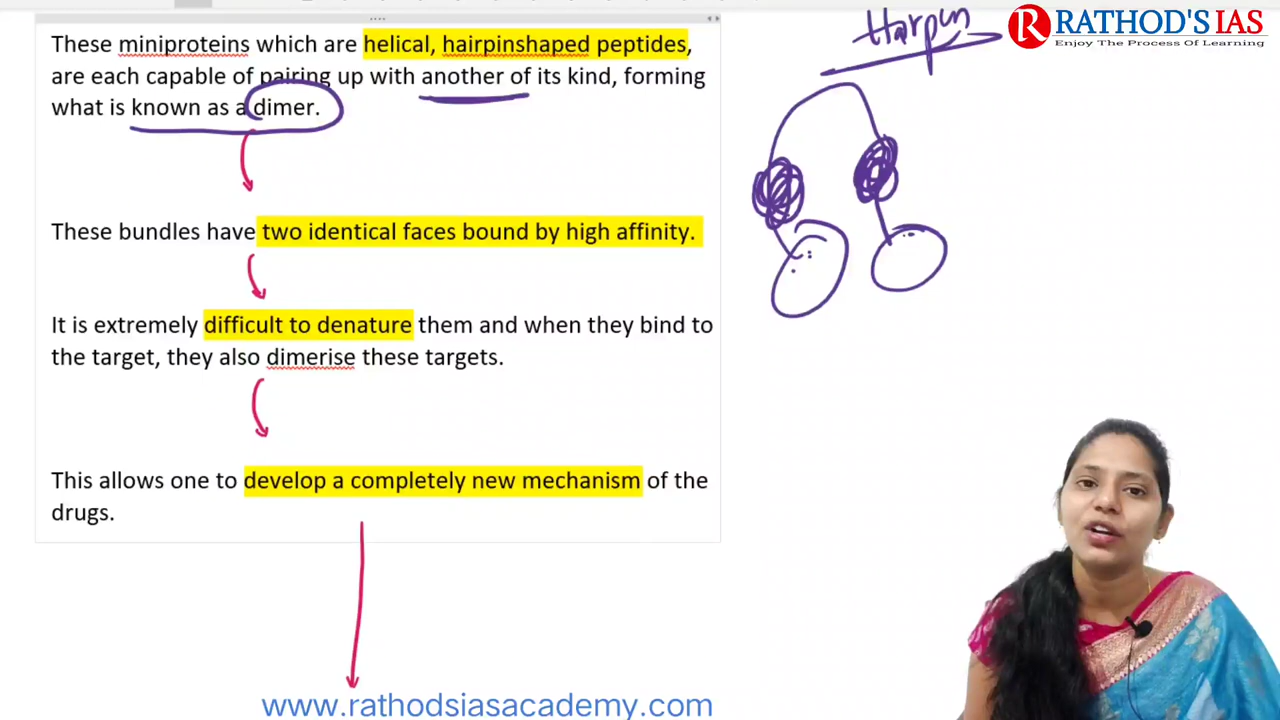 Harpin
RATHOD'S IAS
Enjoy The Process Of Learning
These miniproteins which are helical, hairpinshaped peptides,
are each capable of pairing up with another of its kind, forming
what is known as a dimer.
These bundles have two identical faces bound by high affinity.
It is extremely difficult to denature them and when they bind to
the target, they also dimerise these targets.
This allows one to develop a completely new mechanism of the
drugs.
www.rathodsiasacademy.com